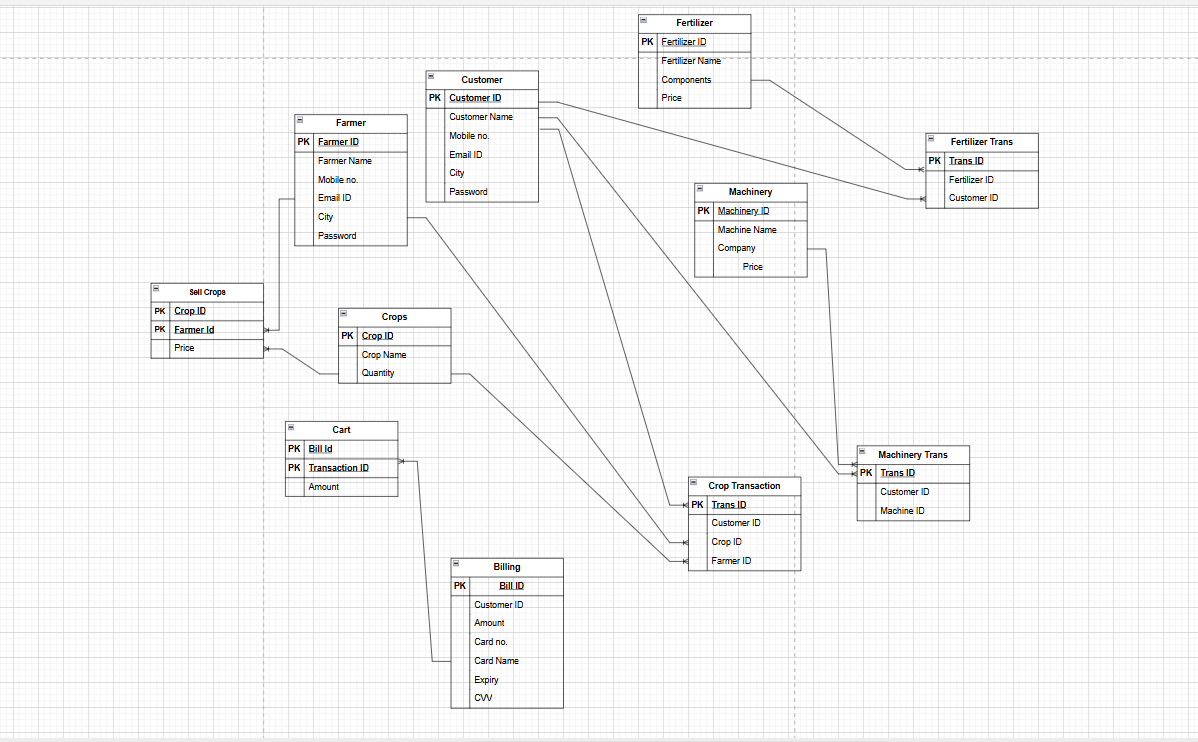 Fertilizer
PK Fertilizer ID
Fertilizer Name
Components
Price
Customer
PK Customer ID
Customer Name
Mobile no.
Email ID
City
Password
Farmer
PK Farmer ID
Farmer Name
Mobile no.
Email ID
City
Password
Fertilizer Trans
PK Trans ID
Fertilizer ID
Customer ID
Machinery
PK Machinery ID
Machine Name
Company
Price
Sell Crops
PK Crop ID
PK Farmer Id
Price
Crops
PK Crop ID
Crop Name
Quantity
Cart
PK Bill Id
PK Transaction ID
Amount
Machinery Trans
PK Trans ID
Customer ID
Machine ID
Crop Transaction
PK Trans ID
Customer ID
Crop ID
Farmer ID
Billing
PK Bill ID
Customer ID
Amount
Card no.
Card Name
Expiry
CVV